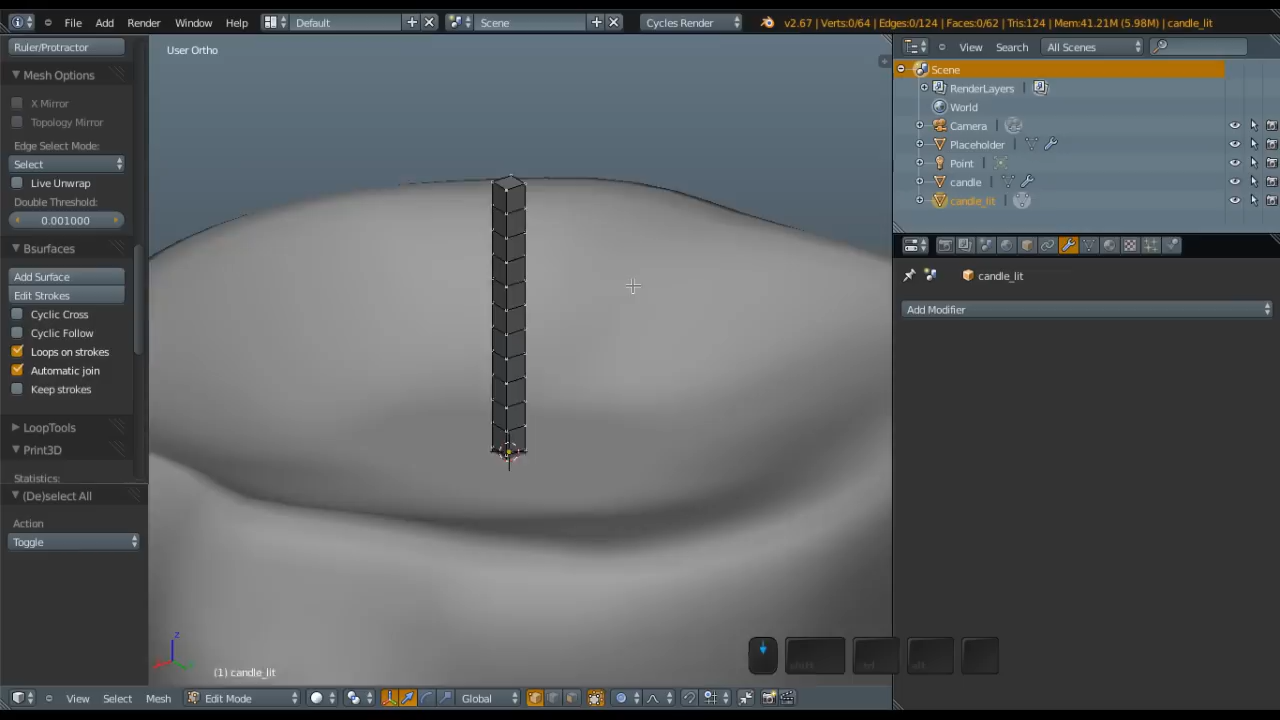 File Add Render Window Help Default Scene Cycles Render v2.67 | Verts:0/64 | Edges:0/124 | Faces:0/62 | Tris:124 | Mem:41.21M (5.98M) | candle_lit
Ruler/Protractor
User Ortho
View Search All Scenes
Mesh Options
Scene
RenderLayers
X Mirror
World
Topology Mirror
Camera
Edge Select Mode:
Placeholder
Select
Point
Live Unwrap
candle
Double Threshold:
candle_lit
0.001000
Bsurfaces
Add Surface
candle_lit
Edit Strokes
Add Modifier
Cyclic Cross
Cyclic Follow
Loops on strokes
Automatic join
Keep strokes
LoopTools
Print3D
Statistics:
(De)select All
Action
Toggle
z
shift ctrl alt
(1) candle_lit
View Select Mesh Edit Mode Global